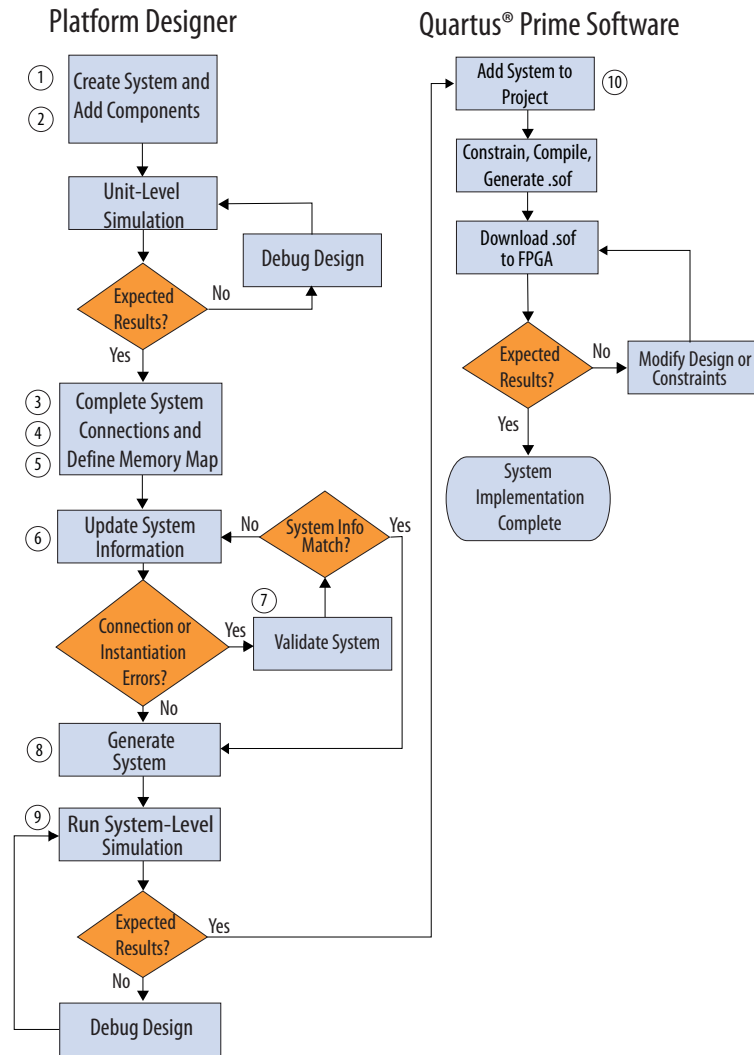 Platform Designer
1
Create System and
2
Add Components
Unit-Level
Simulation
Debug Design
Expected
Results?
No
Yes
3
Complete System
4
Connections and
5
Define Memory Map
6
Update System
Information
No
System Info
Match?
Yes
7
Connection or
Instantiation
Errors?
Yes
Validate System
No
8
Generate
System
9
Run System-Level
Simulation
Expected
Results?
Yes
No
Debug Design
Quartus® Prime Software
Add System to
Project
10
Constrain, Compile,
Generate .sof
Download .sof
to FPGA
Expected
Results?
No
Modify Design or
Constraints
Yes
System
Implementation
Complete